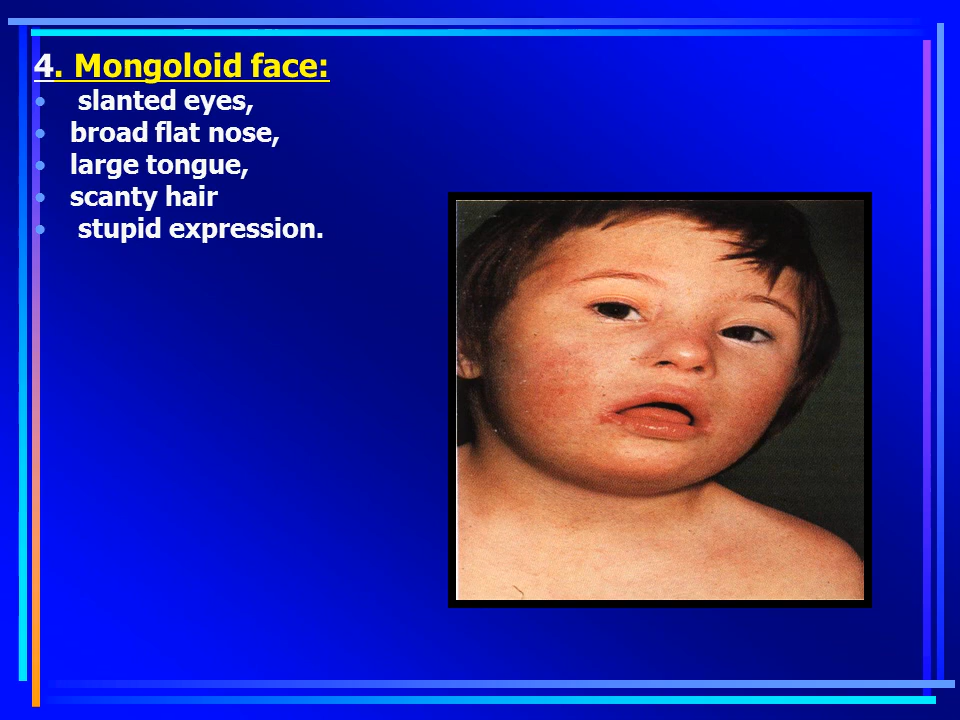 4. Mongoloid face:
• slanted eyes,
• broad flat nose,
• large tongue,
• scanty hair
• stupid expression.